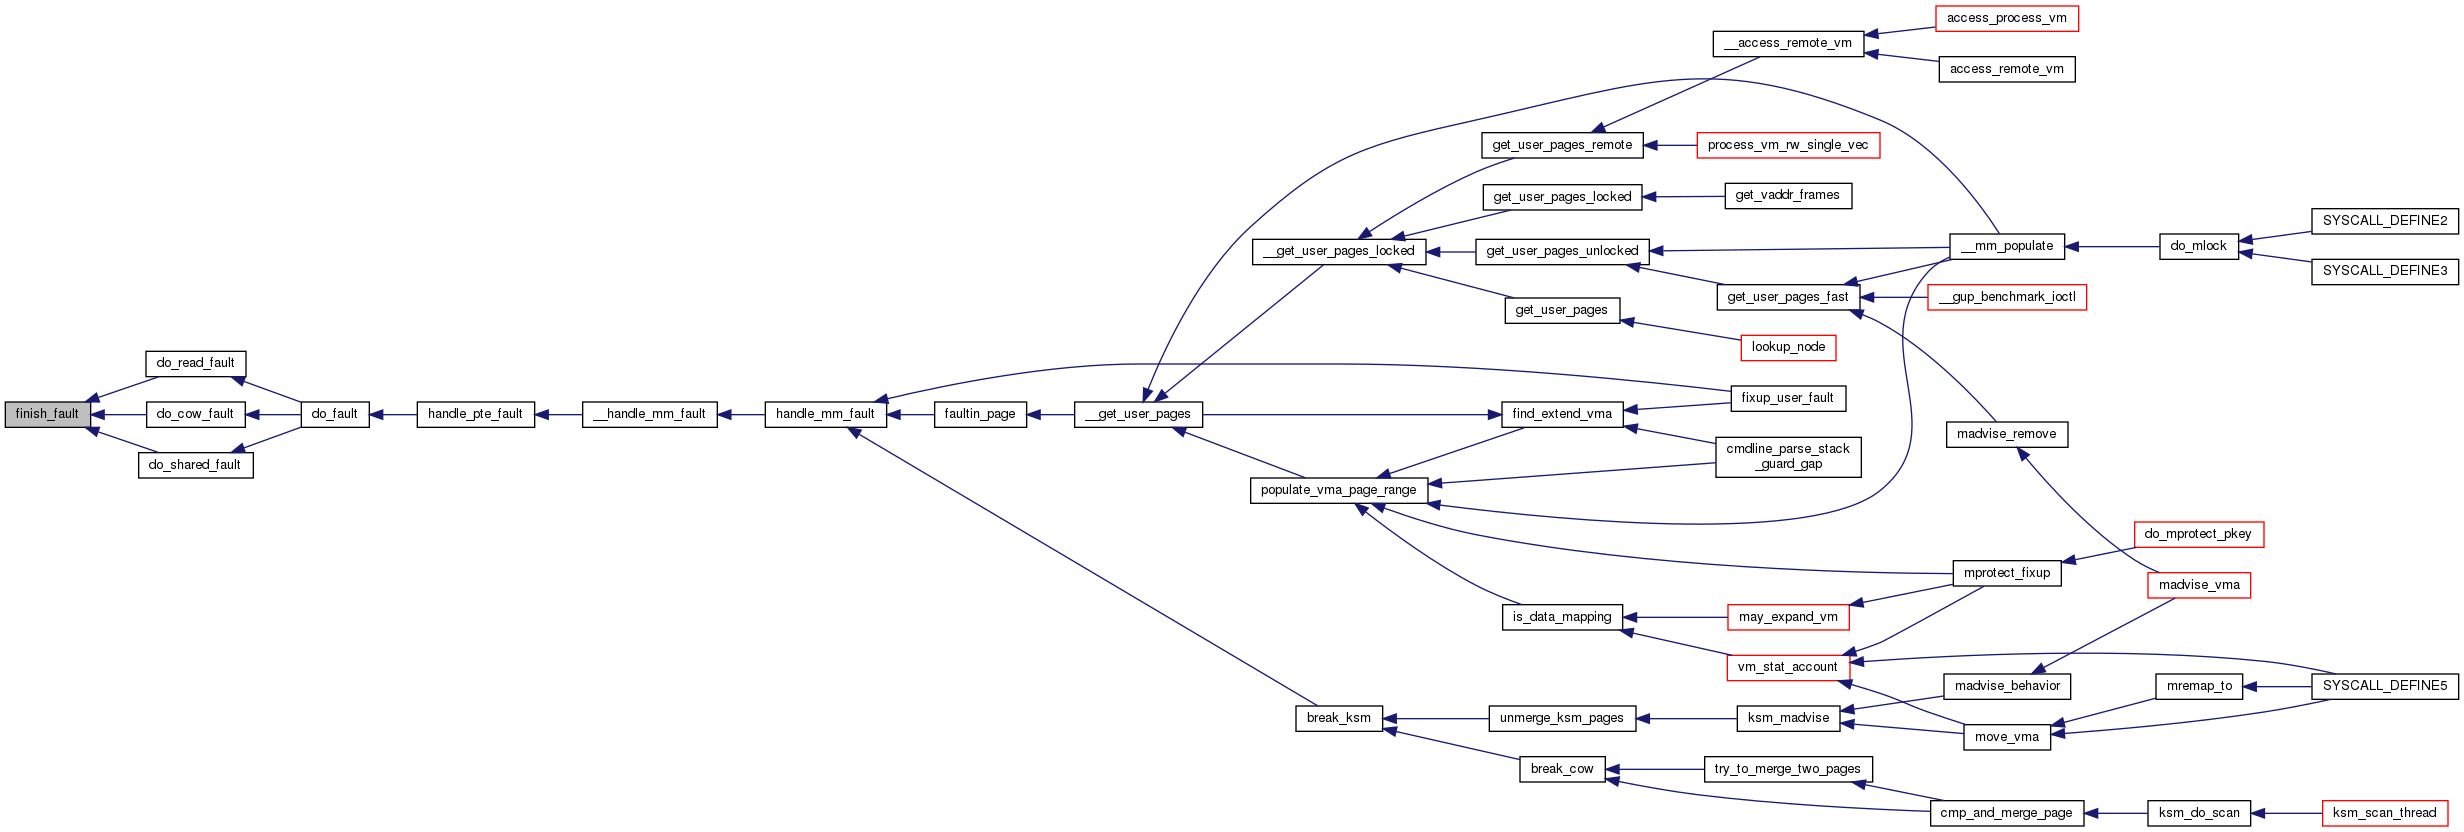 access_process_vm
__access_remote_vm
access_remote_vm
get_user_pages_remote
process_vm_rw_single_vec
get_user_pages_locked
get_vaddr_frames
SYSCALL_DEFINE2
__get_user_pages_locked
get_user_pages_unlocked
__mm_populate
do_mlock
SYSCALL_DEFINE3
get_user_pages_fast
__gup_benchmark_ioctl
get_user_pages
lookup_node
do_read_fault
finish_fault
do_cow_fault
do_fault
handle_pte_fault
__handle_mm_fault
handle_mm_fault
faultin_page
__get_user_pages
find_extend_vma
fixup_user_fault
madvise_remove
do_shared_fault
cmdline_parse_stack
_guard_gap
populate_vma_page_range
do_mprotect_pkey
mprotect_fixup
madvise_vma
is_data_mapping
may_expand_vm
vm_stat_account
madvise_behavior
mremap_to
SYSCALL_DEFINE5
break_ksm
unmerge_ksm_pages
ksm_madvise
move_vma
break_cow
try_to_merge_two_pages
cmp_and_merge_page
ksm_do_scan
ksm_scan_thread